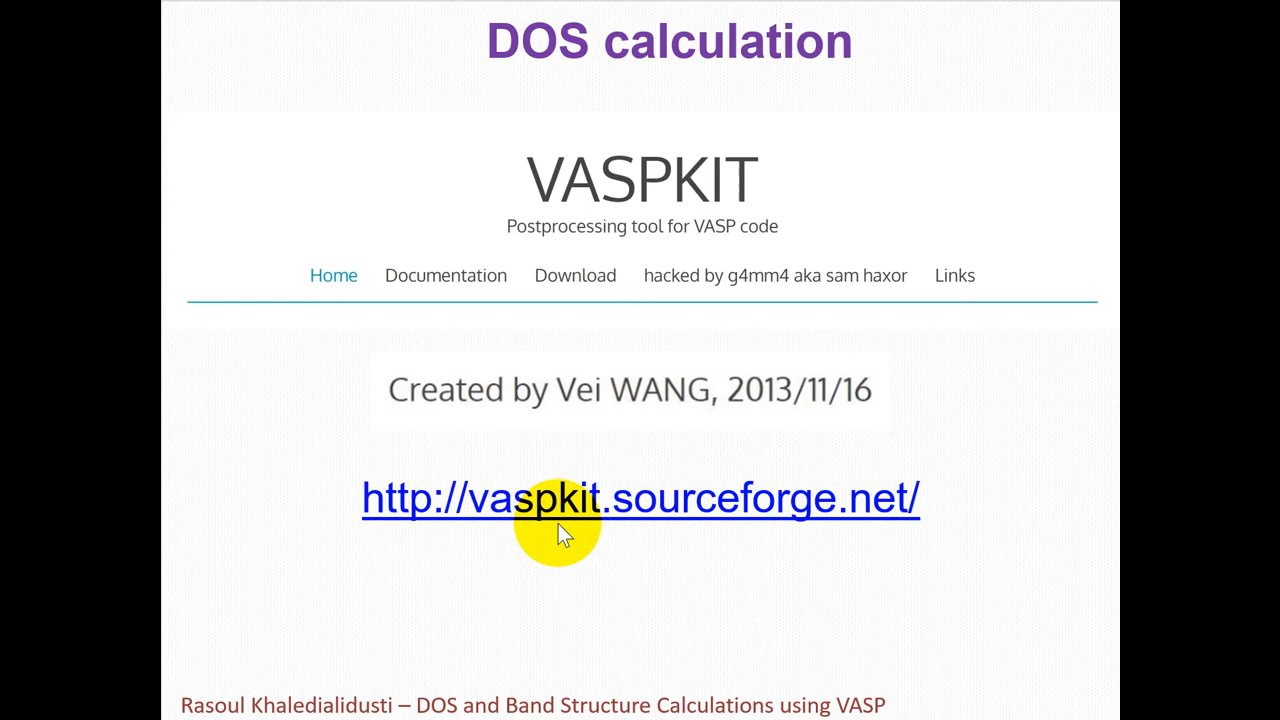 DOS calculation
VASPKIT
Postprocessing tool for VASP code
Home Documentation Download hacked by g4mm4 aka sam haxor Links
Created by Vei WANG, 2013/11/16
http://vaspkit.sourceforge.net/
Rasoul Khaledialidusti – DOS and Band Structure Calculations using VASP